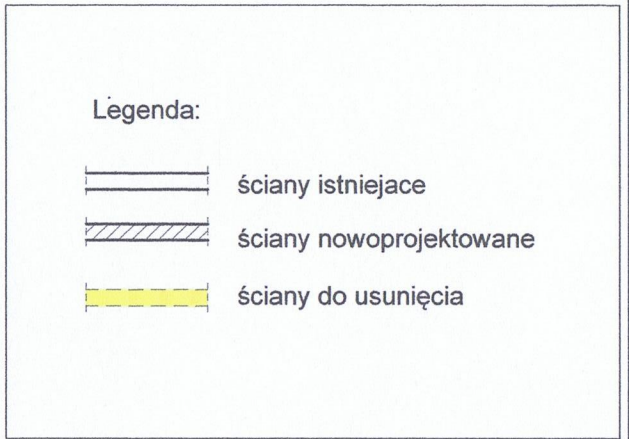 Legenda:
ściany istniejace
ściany nowoprojektowane
ściany do usunięcia